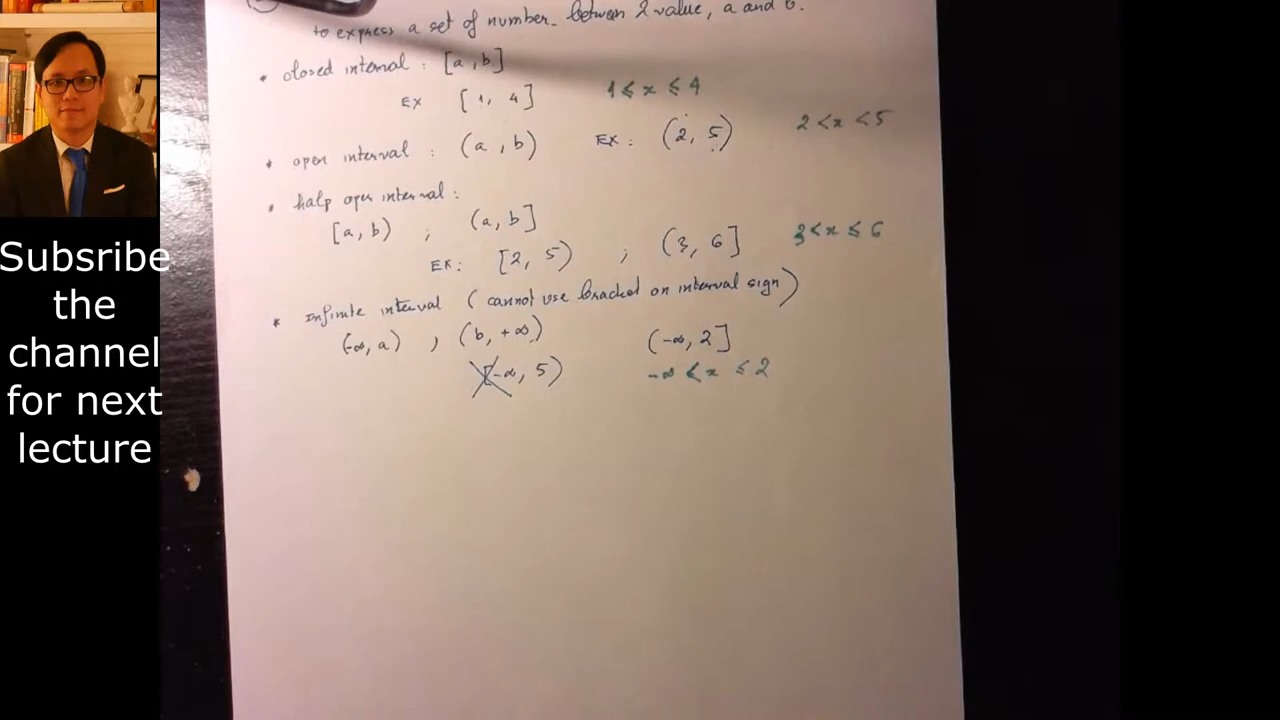 to express a set of number. between 2 value, a and b.
• closed interval : [a, b]
EX [1, 4] 1 ≤ x ≤ 4
• open interval : (a, b) EX : (2, 5) 2 < x < 5
• half open interval :
[a, b) ; (a, b]
EX : [2, 5) ; (3, 6] 3 < x ≤ 6
• Infinite interval ( cannot use bracket on interval sign )
(-∞, a) , (b, +∞) (-∞, 2]
[-∞, 5) -∞ < x ≤ 2
Subsribe
the
channel
for next
lecture